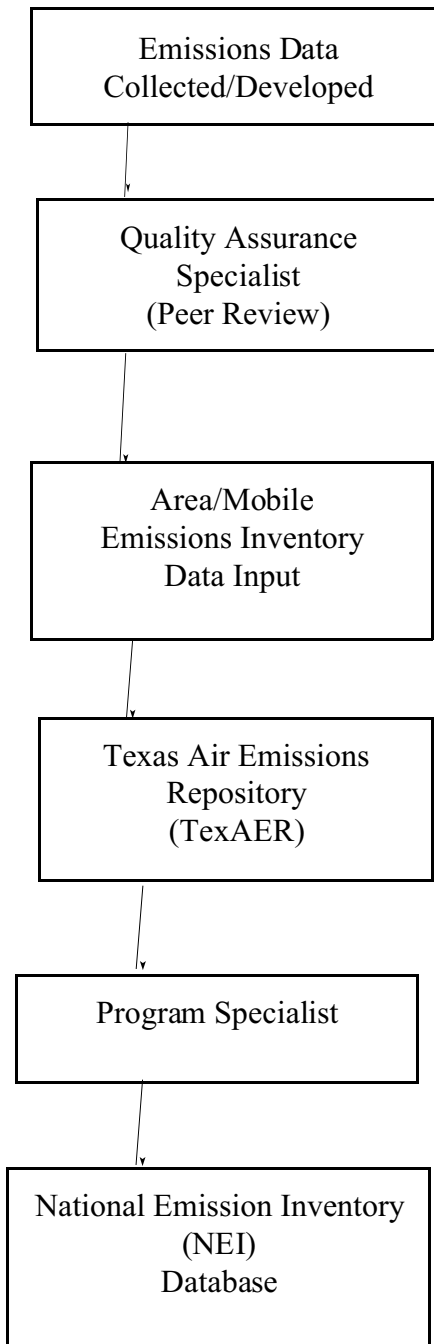 Emissions Data
Collected/Developed
Quality Assurance
Specialist
(Peer Review)
Area/Mobile
Emissions Inventory
Data Input
Texas Air Emissions
Repository
(TexAER)
Program Specialist
National Emission Inventory
(NEI)
Database